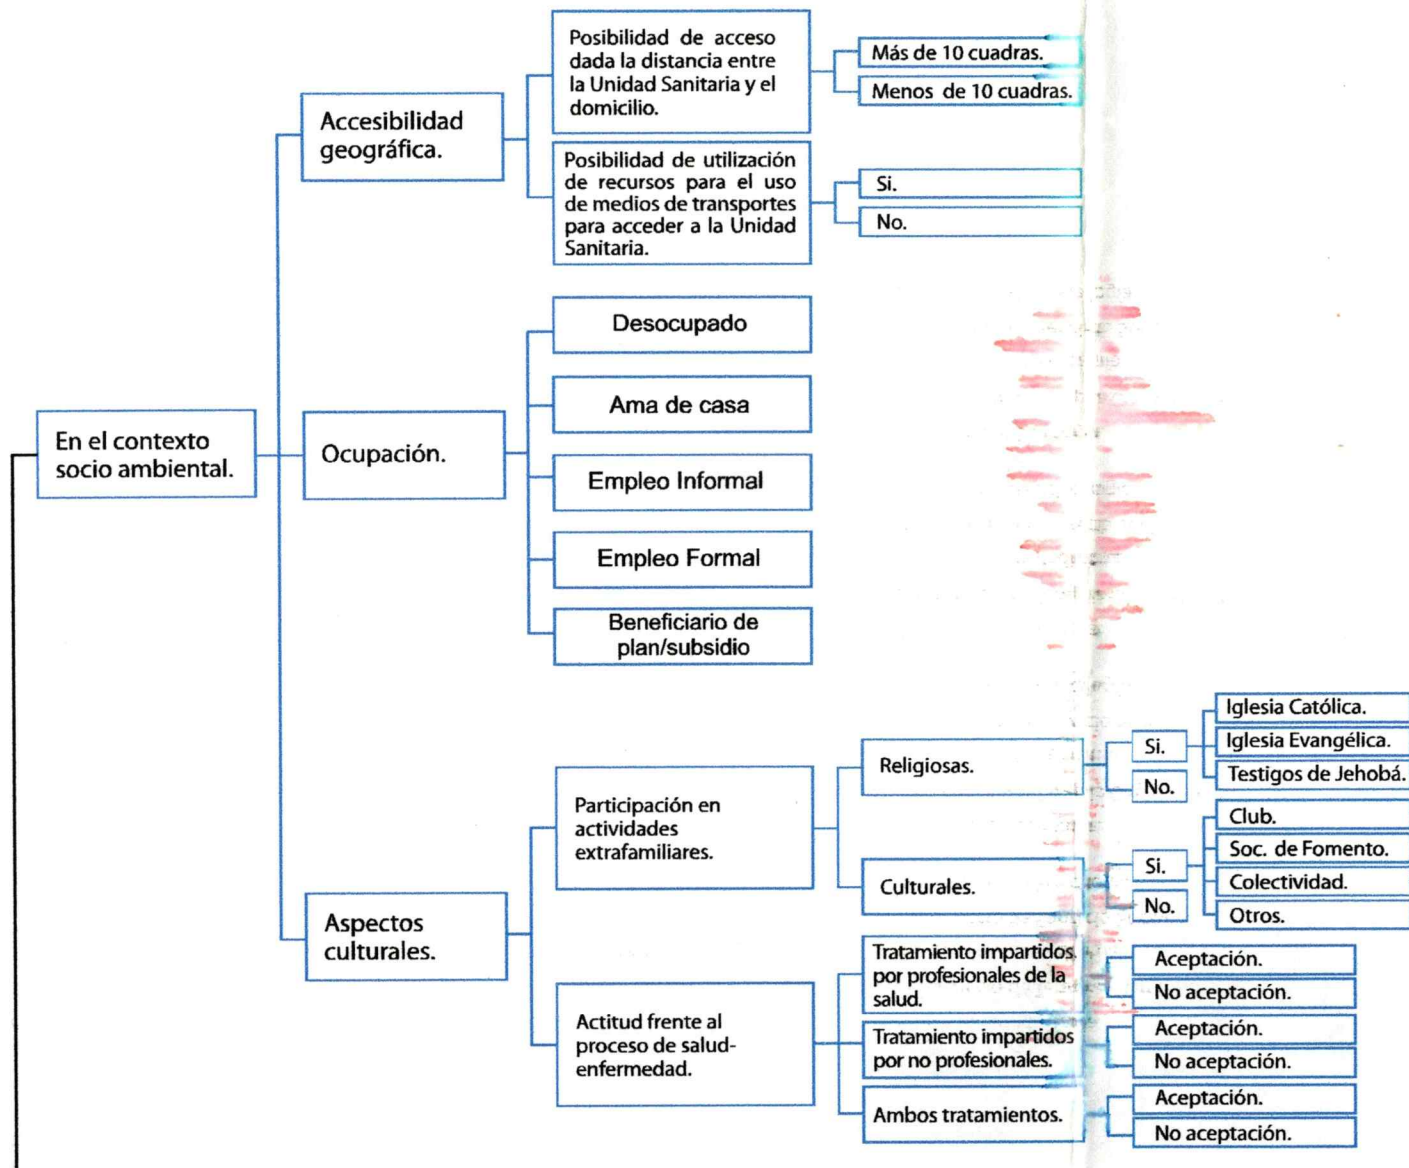 En el contexto
socio ambiental.
Accesibilidad
geográfica.
Posibilidad de acceso
dada la distancia entre
la Unidad Sanitaria y el
domicilio.
Más de 10 cuadras.
Menos de 10 cuadras.
Posibilidad de utilización
de recursos para el uso
de medios de transportes
para acceder a la Unidad
Sanitaria.
Si.
No.
Ocupación.
Desocupado
Ama de casa
Empleo Informal
Empleo Formal
Beneficiario de
plan/subsidio
Aspectos
culturales.
Participación en
actividades
extrafamiliares.
Religiosas.
Si.
Iglesia Católica.
Iglesia Evangélica.
Testigos de Jehobá.
No.
Culturales.
Si.
Club.
Soc. de Fomento.
Colectividad.
Otros.
No.
Actitud frente al
proceso de salud-
enfermedad.
Tratamiento impartidos
por profesionales de la
salud.
Aceptación.
No aceptación.
Tratamiento impartidos
por no profesionales.
Aceptación.
No aceptación.
Ambos tratamientos.
Aceptación.
No aceptación.